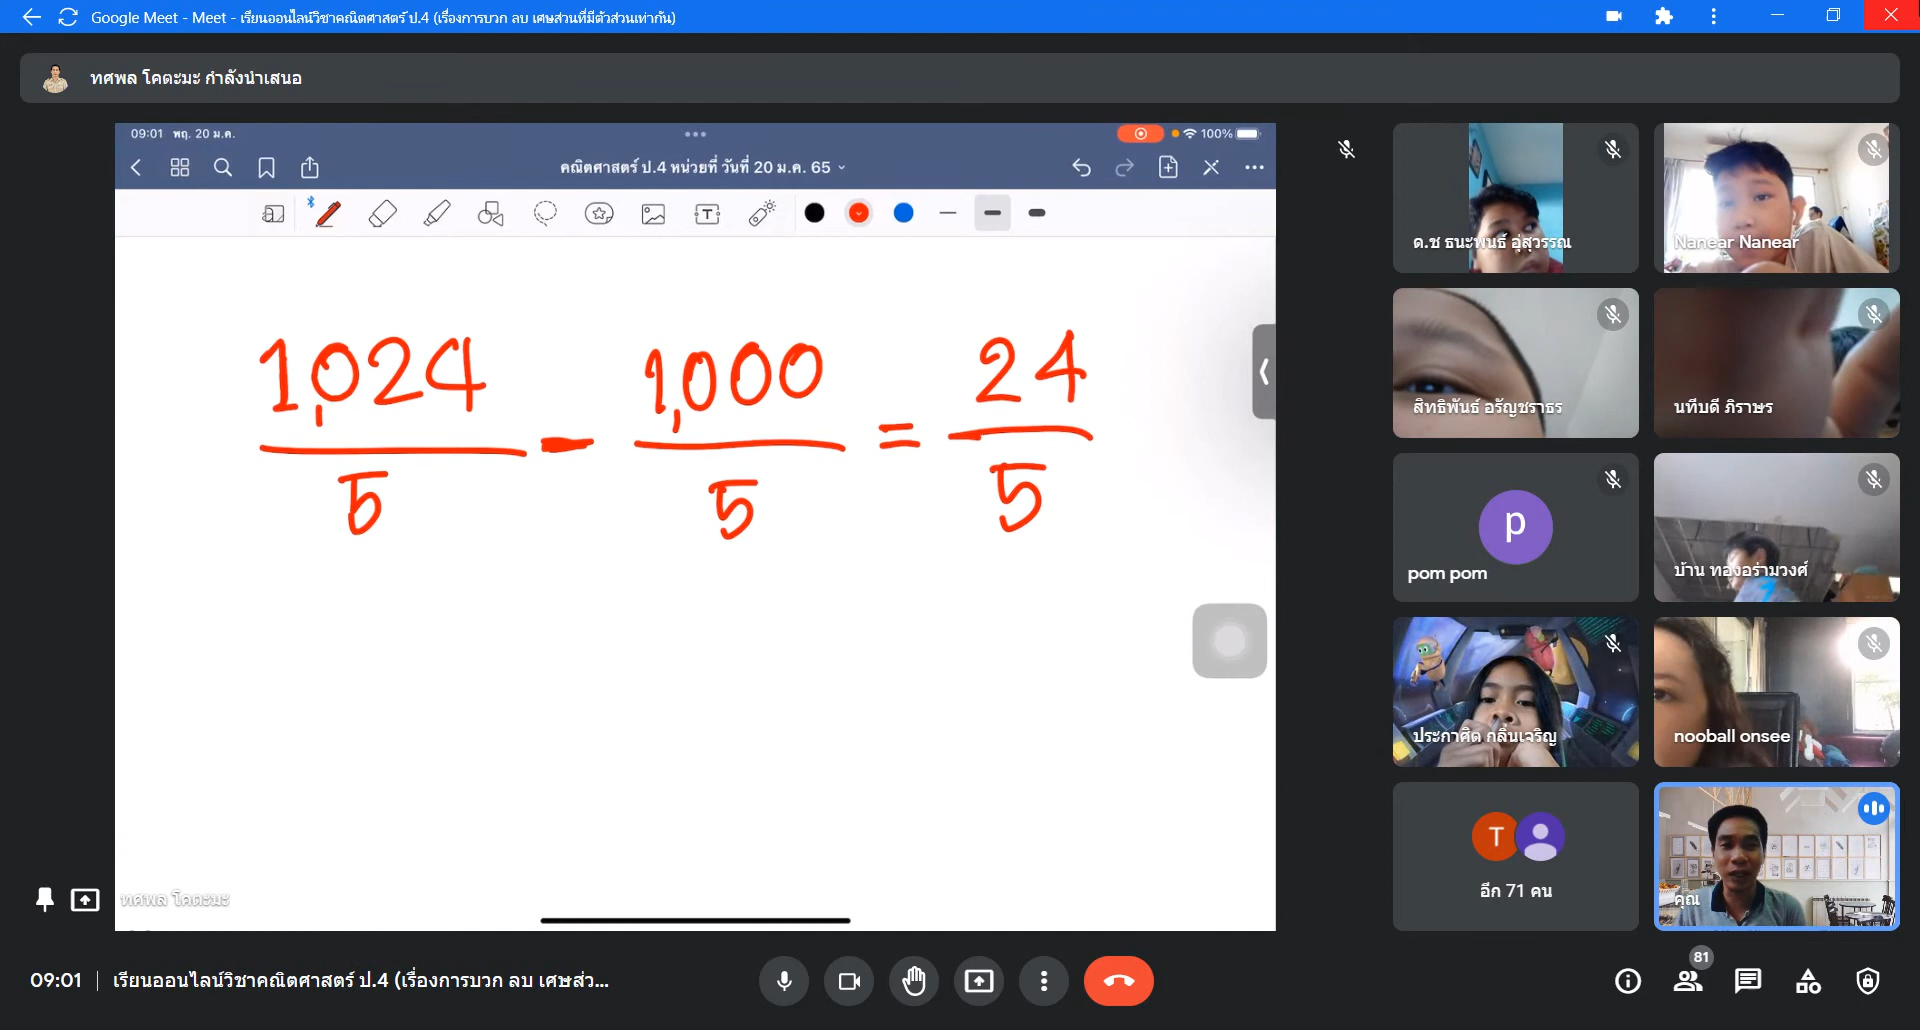 Google Meet - Meet - เรียนออนไลน์วิชาคณิตศาสตร์ ป.4 (เรื่องการบวก ลบ เศษส่วนที่มีตัวส่วนเท่ากัน)
ทศพล โคตะมะ กำลังนำเสนอ
09:01 พฤ. 20 ม.ค.
100%
คณิตศาสตร์ ป.4 หน่วยที่ วันที่ 20 ม.ค. 65
1,024 - 1,000 = 24
5 5 5
ด.ช ธนะพนธ์ อุ่สุวรรณ
Nanear Nanear
สิทธิพันธ์ อรัญชราธร
นทีบดี ภิราษร
p
pom pom
บ้าน ทองอร่ามวงศ์
ประกาศิต กลิ่นเจริญ
nooball onsee
T
อีก 71 คน
คุณ
ทศพล โคตะมะ
09:01 เรียนออนไลน์วิชาคณิตศาสตร์ ป.4 (เรื่องการบวก ลบ เศษส่ว...
81